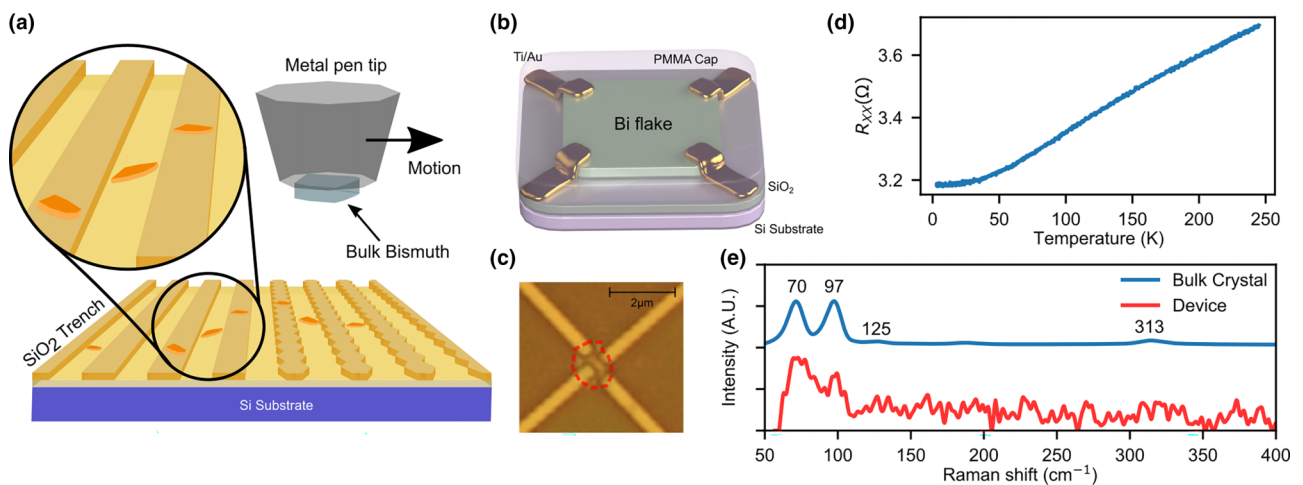 (a)
Metal pen tip
Motion
Bulk Bismuth
SiO2 Trench
Si Substrate
(b)
Ti/Au
PMMA Cap
Bi flake
SiO₂
Si Substrate
(c)
2μm
(d)
R_XX(Ω)
3.6
3.4
3.2
0 50 100 150 200 250
Temperature (K)
(e)
Intensity (A.U.)
70 97
125
313
Bulk Crystal
Device
50 100 150 200 250 300 350 400
Raman shift (cm⁻¹)